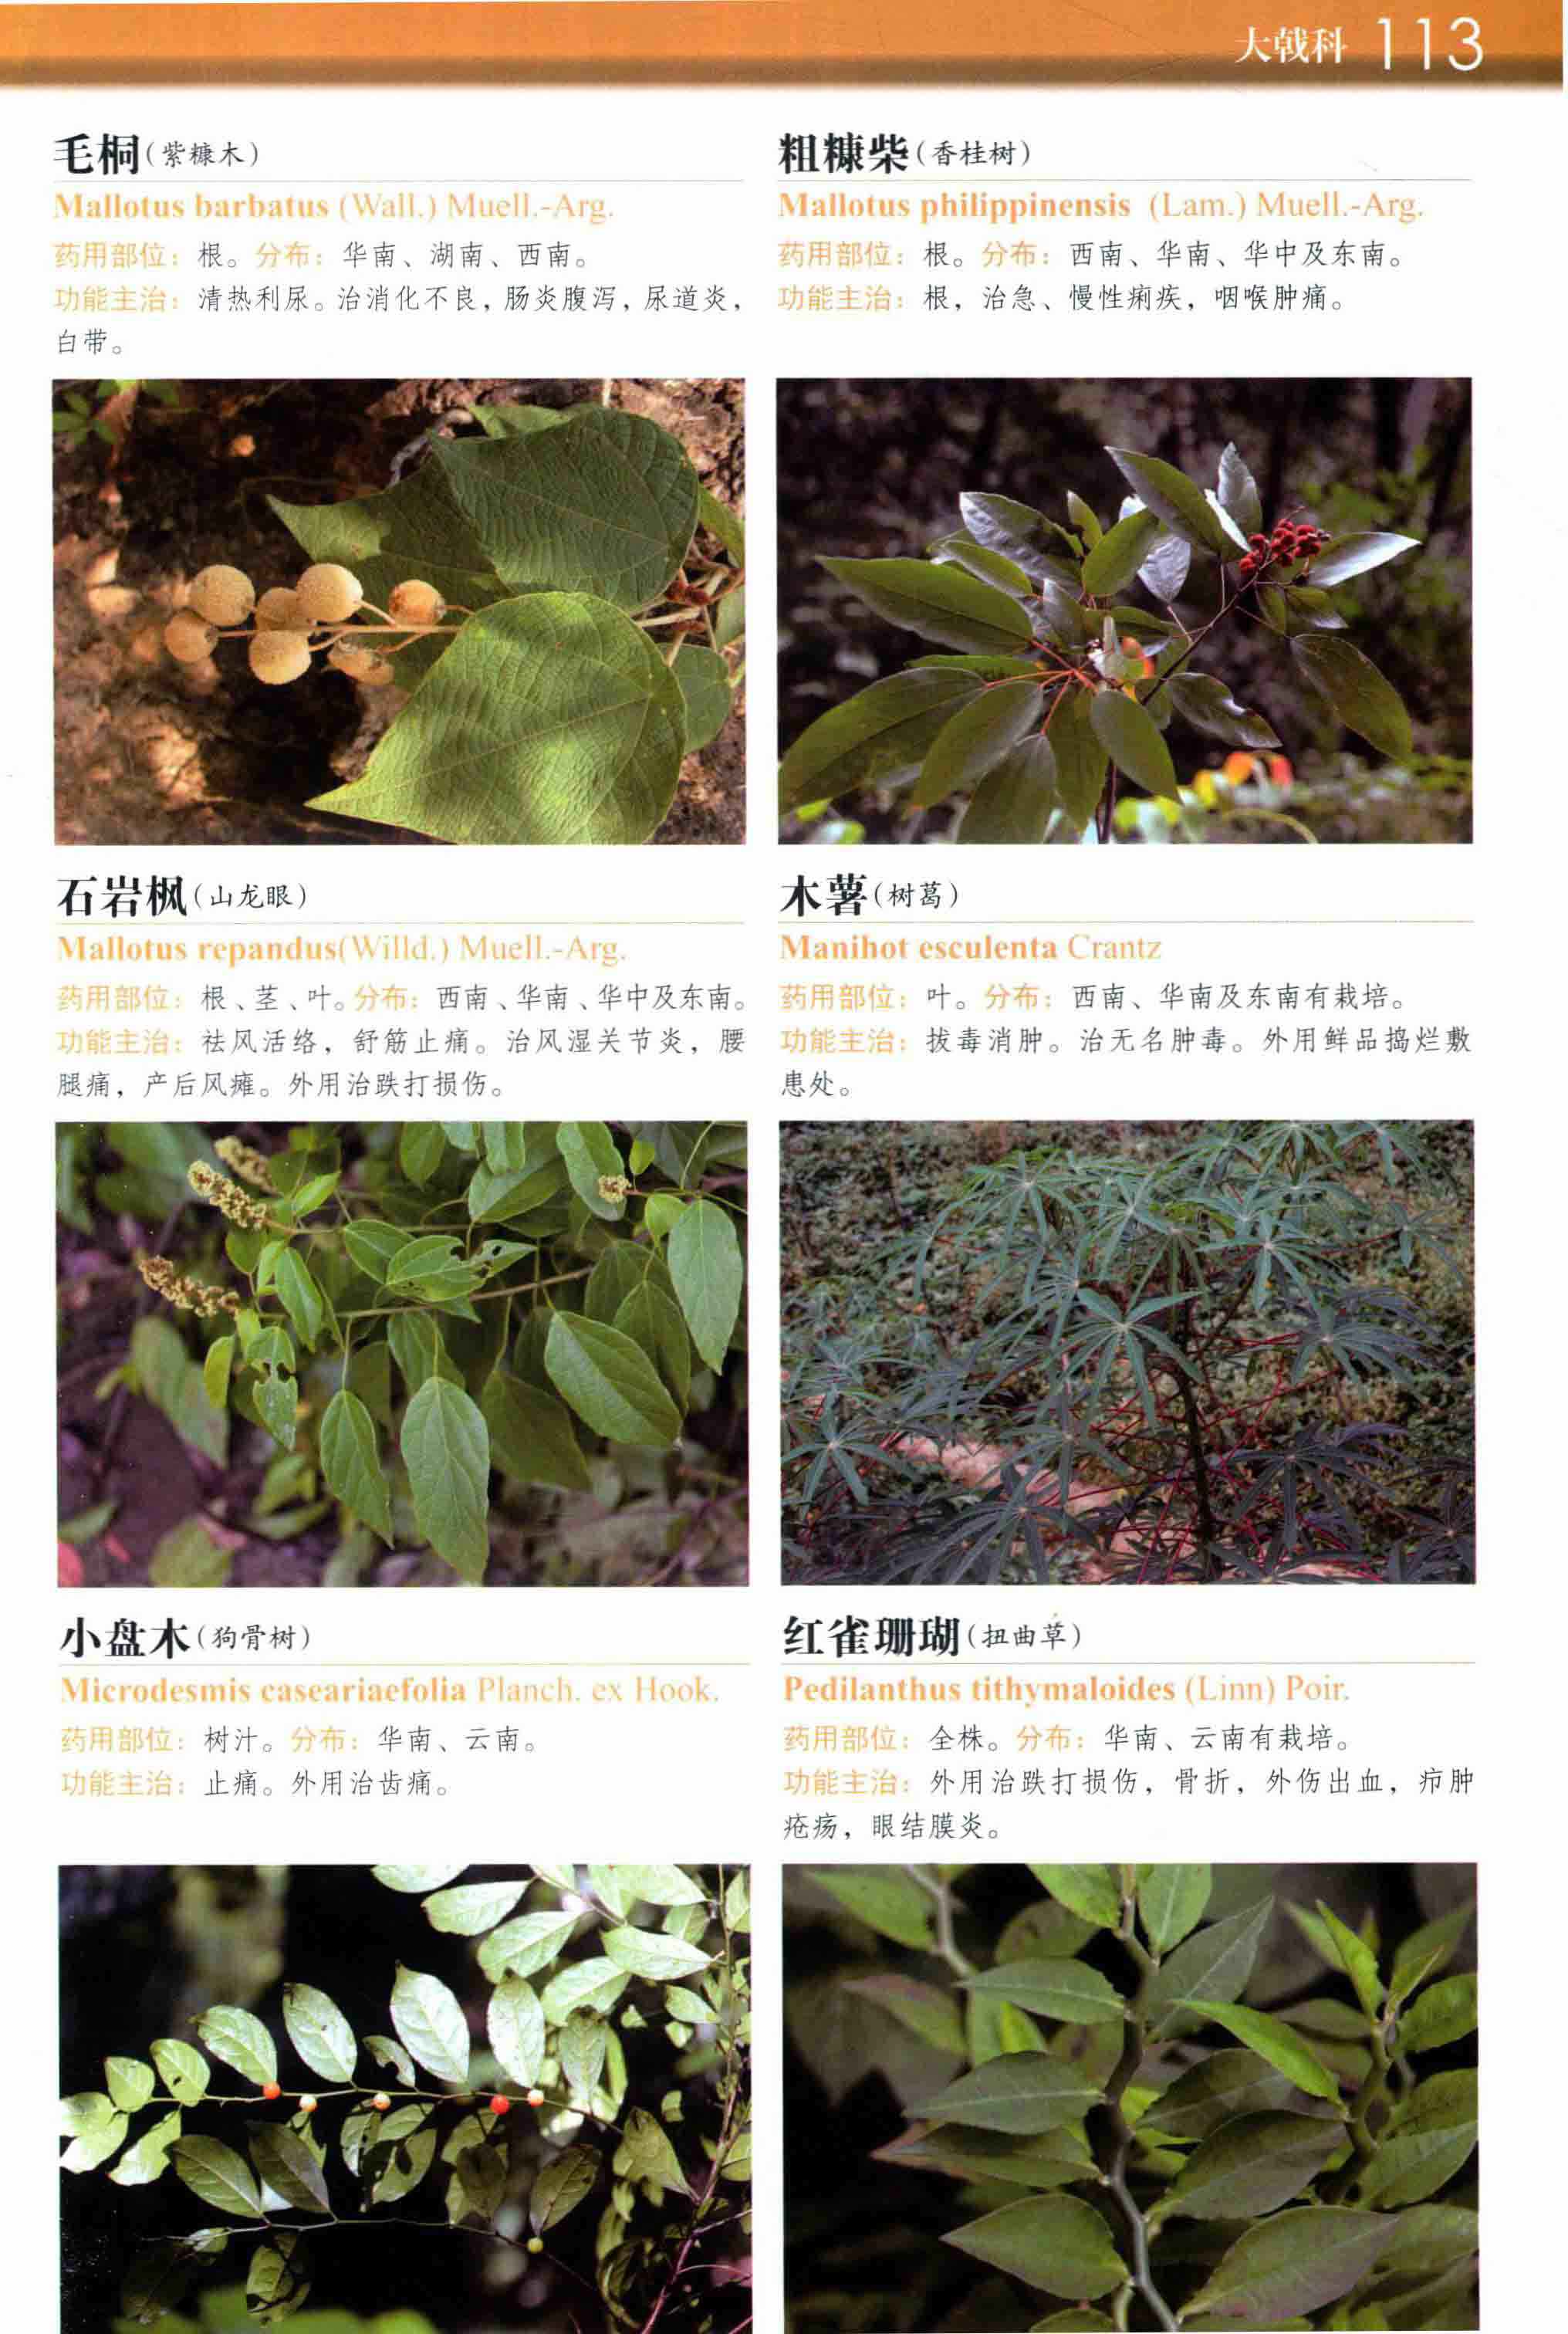 大戟科 113
毛桐(紫糠木)
Mallotus barbatus (Wall.) Muell.-Arg.
药用部位：根。分布：华南、湖南、西南。
功能主治：清热利尿。治消化不良，肠炎腹泻，尿道炎，
白带。
粗糠柴(香桂树)
Mallotus philippinensis (Lam.) Muell.-Arg.
药用部位：根。分布：西南、华南、华中及东南。
功能主治：根，治急、慢性痢疾，咽喉肿痛。
石岩枫(山龙眼)
Mallotus repandus(Willd.) Muell.-Arg.
药用部位：根、茎、叶。分布：西南、华南、华中及东南。
功能主治：祛风活络，舒筋止痛。治风湿关节炎，腰
腿痛，产后风瘫。外用治跌打损伤。
木薯(树葛)
Manihot esculenta Crantz
药用部位：叶。分布：西南、华南及东南有栽培。
功能主治：拔毒消肿。治无名肿毒。外用鲜品捣烂敷
患处。
小盘木(狗骨树)
Microdesmis caseariaefolia Planch. ex Hook.
药用部位：树汁。分布：华南、云南。
功能主治：止痛。外用治齿痛。
红雀珊瑚(扭曲草)
Pedilanthus tithymaloides (Linn) Poir.
药用部位：全株。分布：华南、云南有栽培。
功能主治：外用治跌打损伤，骨折，外伤出血，疖肿
疮疡，眼结膜炎。